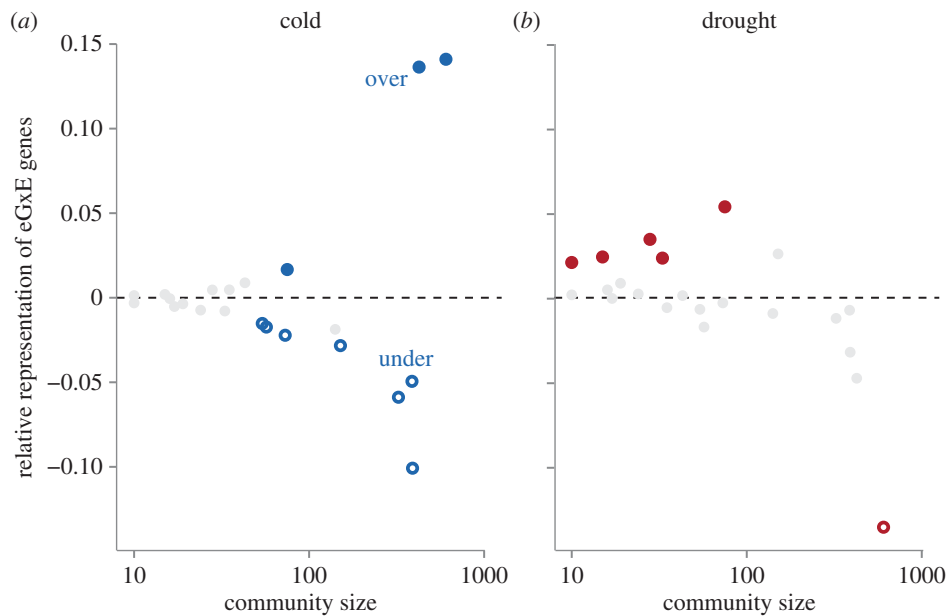 (a) cold
(b) drought
relative representation of eGxE genes
0.15
0.10
0.05
0
−0.05
−0.10
over
under
10 100 1000
community size
10 100 1000
community size